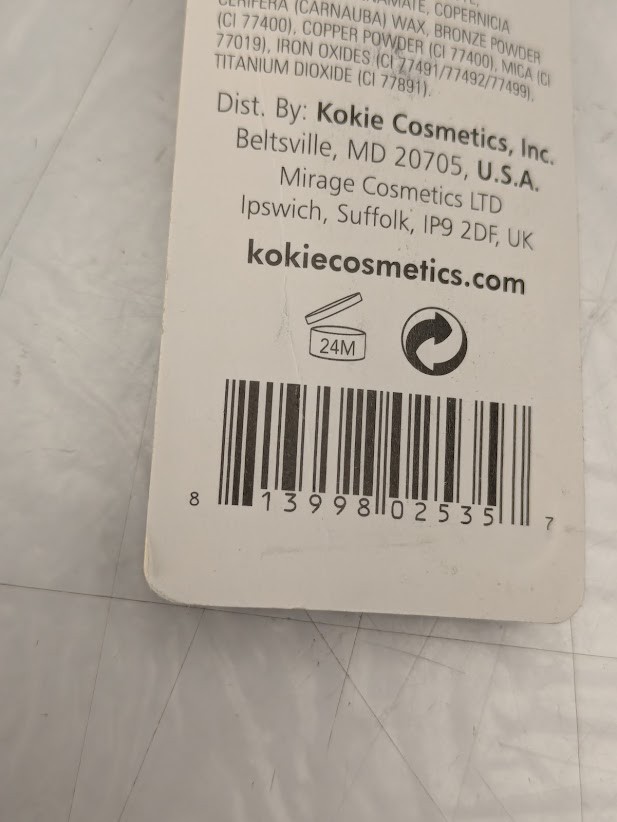 COPERNICIA
CERIFERA (CARNAUBA) WAX, BRONZE POWDER
(CI 77400), COPPER POWDER (CI 77400), MICA (CI
77019), IRON OXIDES (CI 77491/77492/77499),
TITANIUM DIOXIDE (CI 77891).
Dist. By: Kokie Cosmetics, Inc.
Beltsville, MD 20705, U.S.A.
Mirage Cosmetics LTD
Ipswich, Suffolk, IP9 2DF, UK
kokiecosmetics.com
24M
8 13998 02535 7